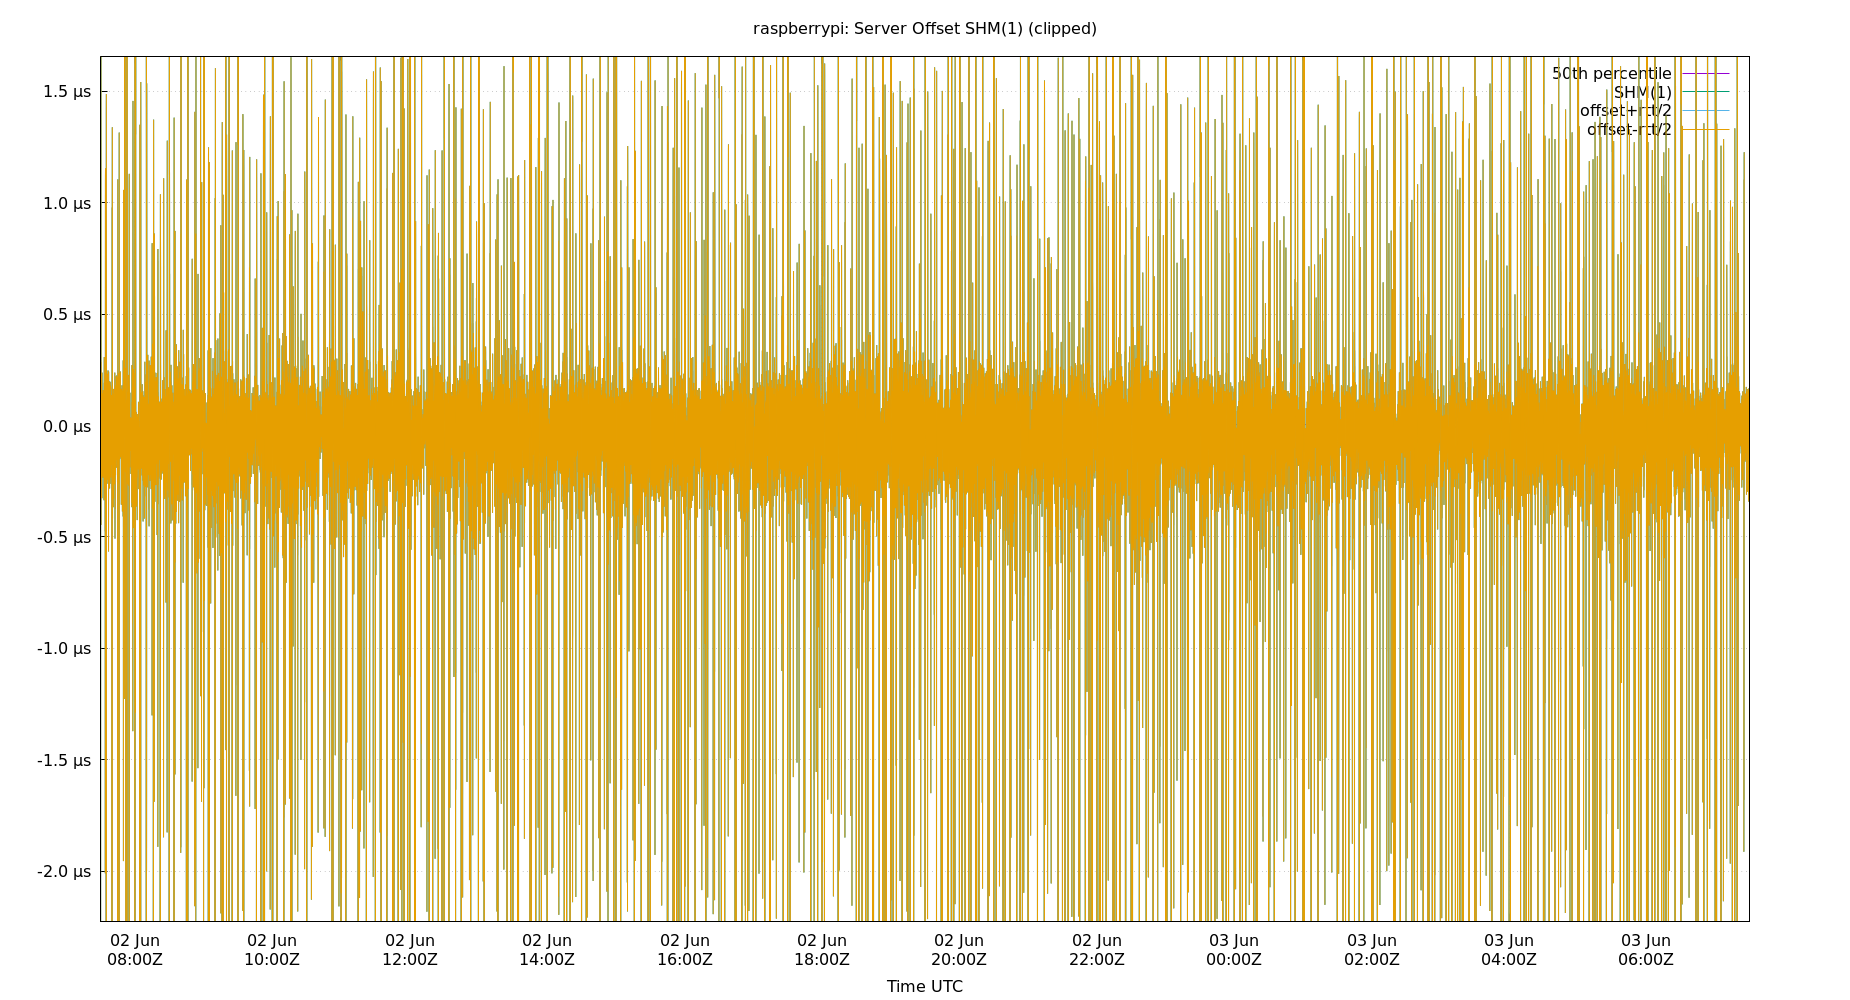 raspberrypi: Server Offset SHM(1) (clipped)
50th percentile
SHM(1)
offset+rtt/2
offset-rtt/2
1.5 µs
1.0 µs
0.5 µs
0.0 µs
-0.5 µs
-1.0 µs
-1.5 µs
-2.0 µs
02 Jun 02 Jun 02 Jun 02 Jun 02 Jun 02 Jun 02 Jun 02 Jun 03 Jun 03 Jun 03 Jun 03 Jun
08:00Z 10:00Z 12:00Z 14:00Z 16:00Z 18:00Z 20:00Z 22:00Z 00:00Z 02:00Z 04:00Z 06:00Z
Time UTC